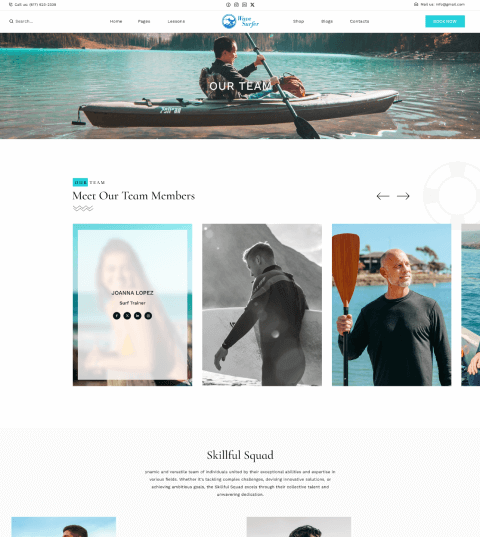 Call us: (977) 623-1208
Mail us: info@gmail.com
Search...
Home
Pages
Lessons
Wave Surfer
Shop
Blogs
Contacts
BOOK NOW
OUR TEAM
OUR TEAM
Meet Our Team Members
JOANNA LOPEZ
Surf Trainer
Skillful Squad
ynamic and versatile team of individuals united by their exceptional abilities and expertise in
various fields. Whether it's tackling complex challenges, devising innovative solutions, or
achieving ambitious goals, the Skillful Squad excels through their collective talent and
unwavering dedication.